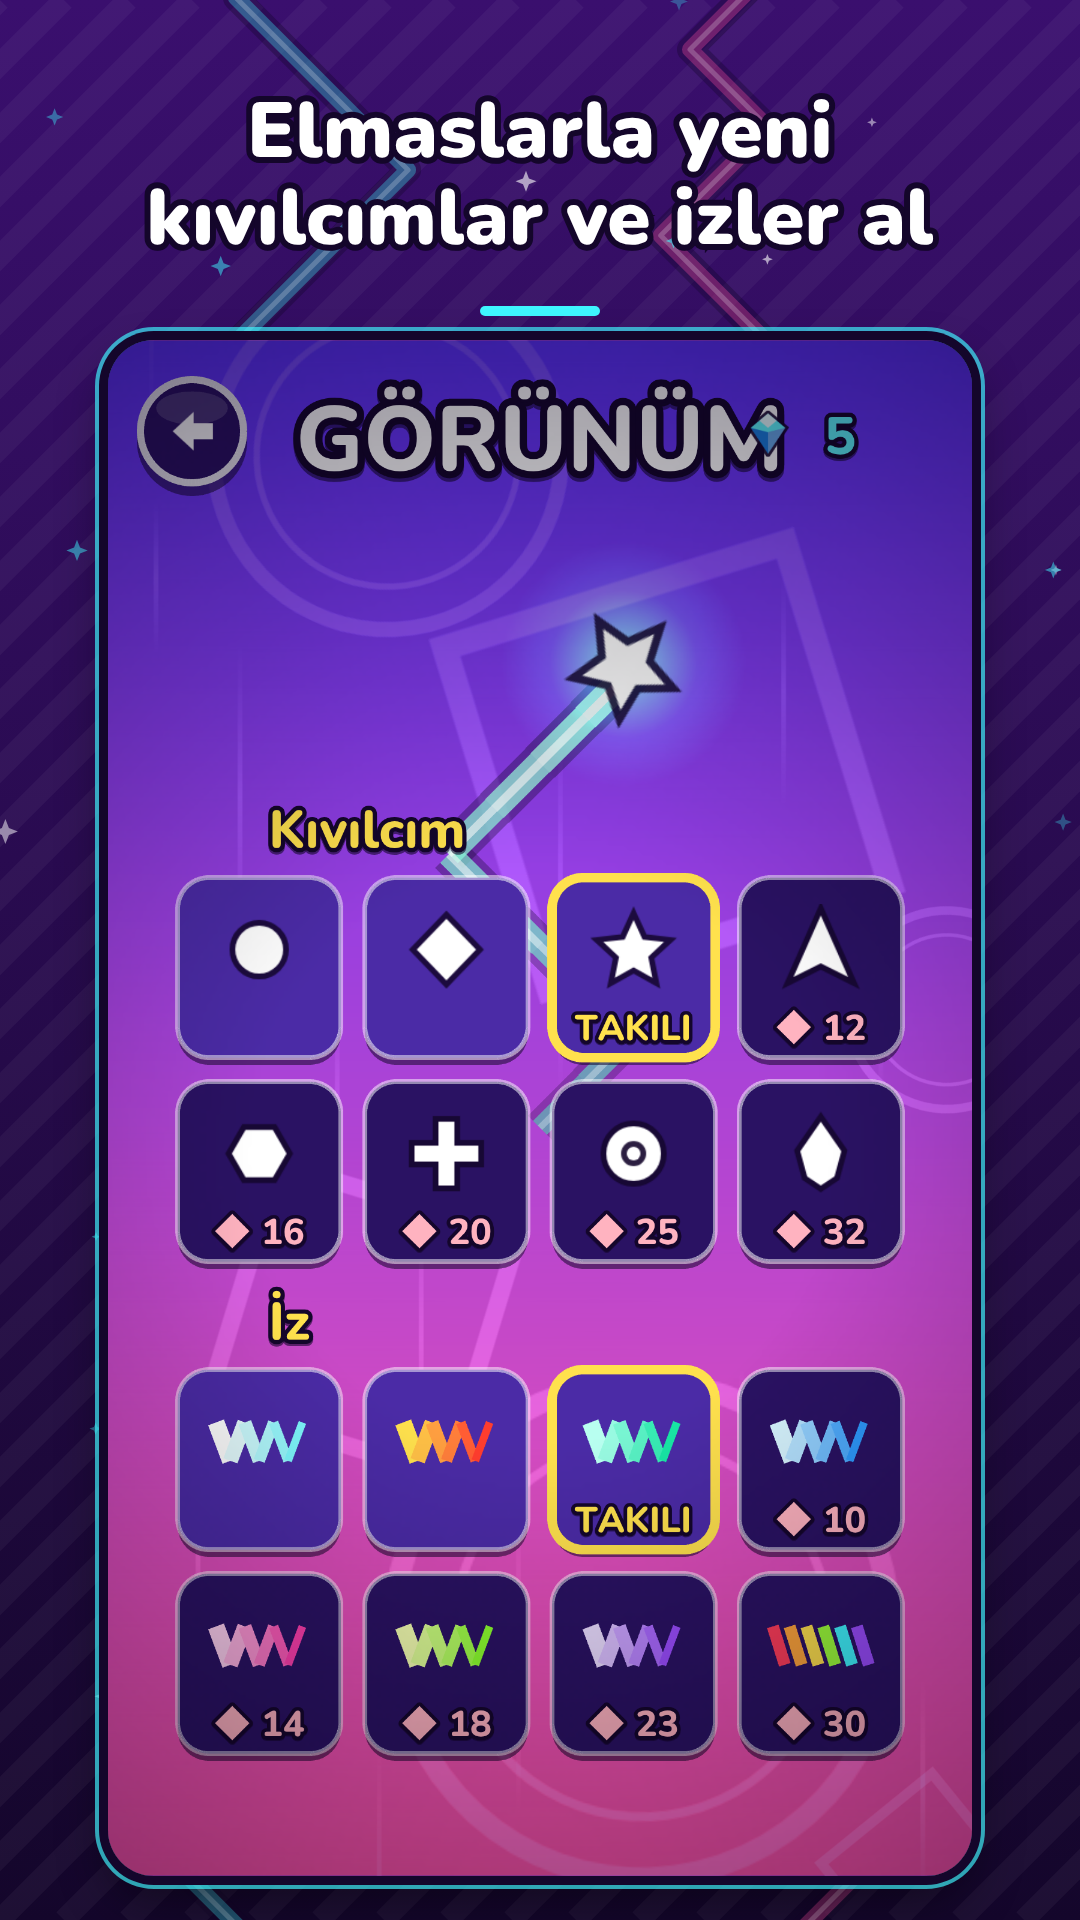 Elmaslarla yeni
kıvılcımlar ve izler al
GÖRÜNÜM 5
Kıvılcım
TAKILI 12
16 20 25 32
İz
TAKILI 10
14 18 23 30